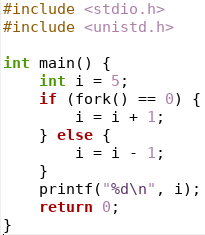 #include <stdio.h>
#include <unistd.h>

int main() {
    int i = 5;
    if (fork() == 0) {
        i = i + 1;
    } else {
        i = i - 1;
    }
    printf("%d\n", i);
    return 0;
}